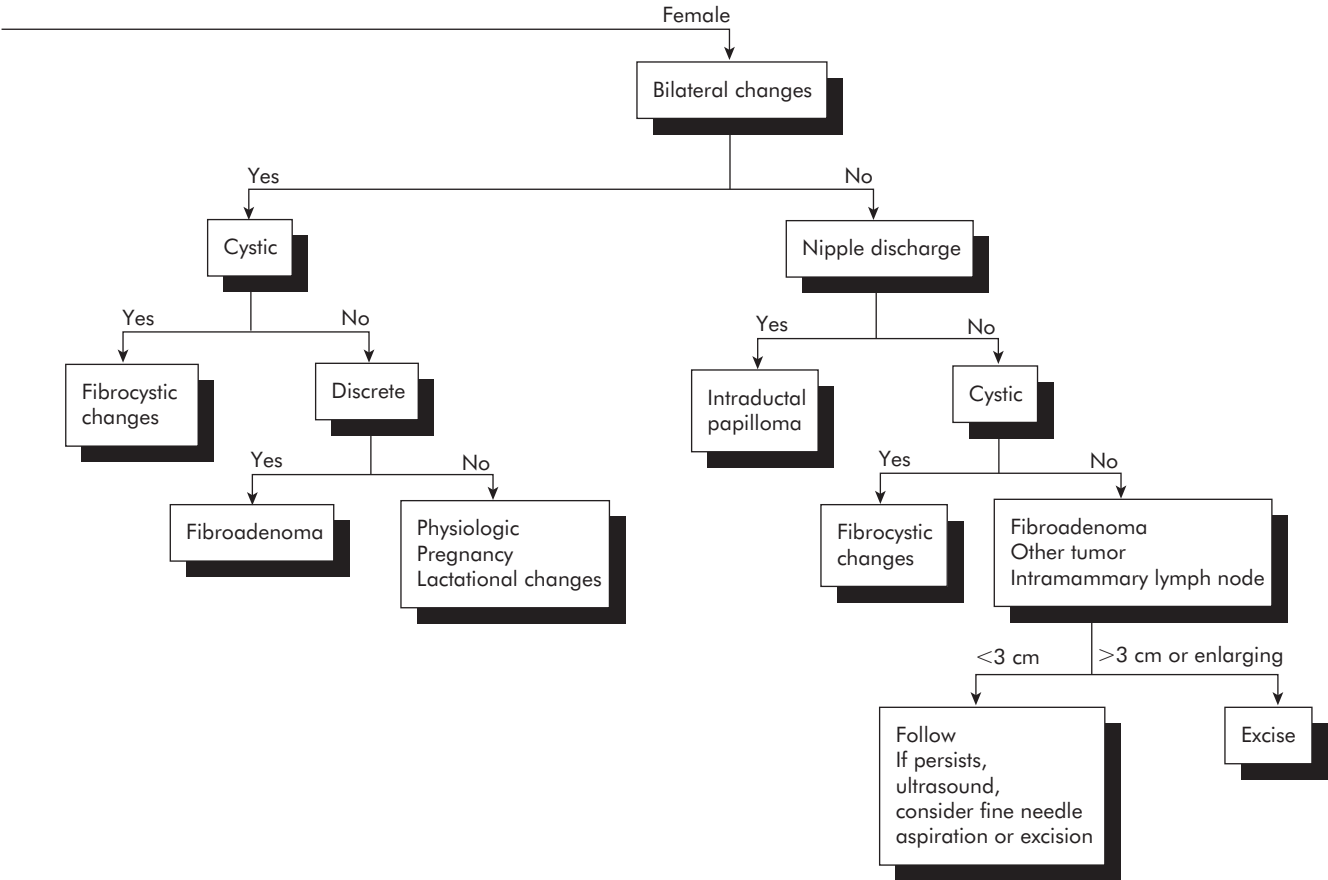 Female
Bilateral changes
Yes
No
Cystic
Nipple discharge
Yes
No
Yes
No
Fibrocystic
changes
Discrete
Intraductal
papilloma
Cystic
Yes
No
Yes
No
Fibroadenoma
Physiologic
Pregnancy
Lactational changes
Fibrocystic
changes
Fibroadenoma
Other tumor
Intramammary lymph node
<3 cm
>3 cm or enlarging
Follow
If persists,
ultrasound,
consider fine needle
aspiration or excision
Excise